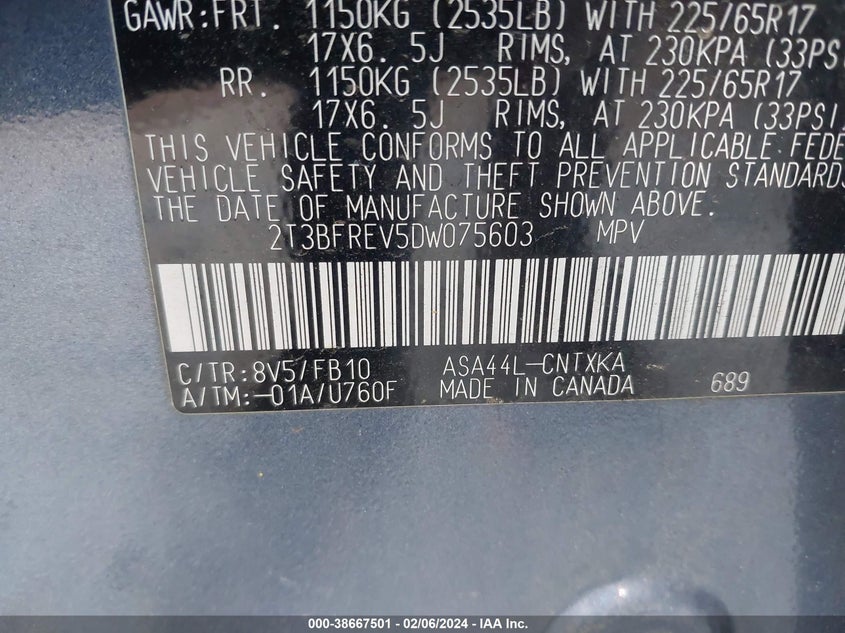 GAWR:FRT. 1150KG (2535LB) WITH 225/65R17
17X6. 5J RIMS, AT 230KPA (33PSI
RR. 1150KG (2535LB) WITH 225/65R17
17X6. 5J RIMS, AT 230KPA (33PSI)
THIS VEHICLE CONFORMS TO ALL APPLICABLE FEDE
VEHICLE SAFETY AND THEFT PREVENTION STANDARDS
THE DATE OF MANUFACTURE SHOWN ABOVE.
2T3BFREV5DW075603 MPV
C/TR:8V5/FB10 ASA44L-CNTXKA
A/TM:-01A/U760F MADE IN CANADA 689
000-38667501 - 02/06/2024 - IAA Inc.